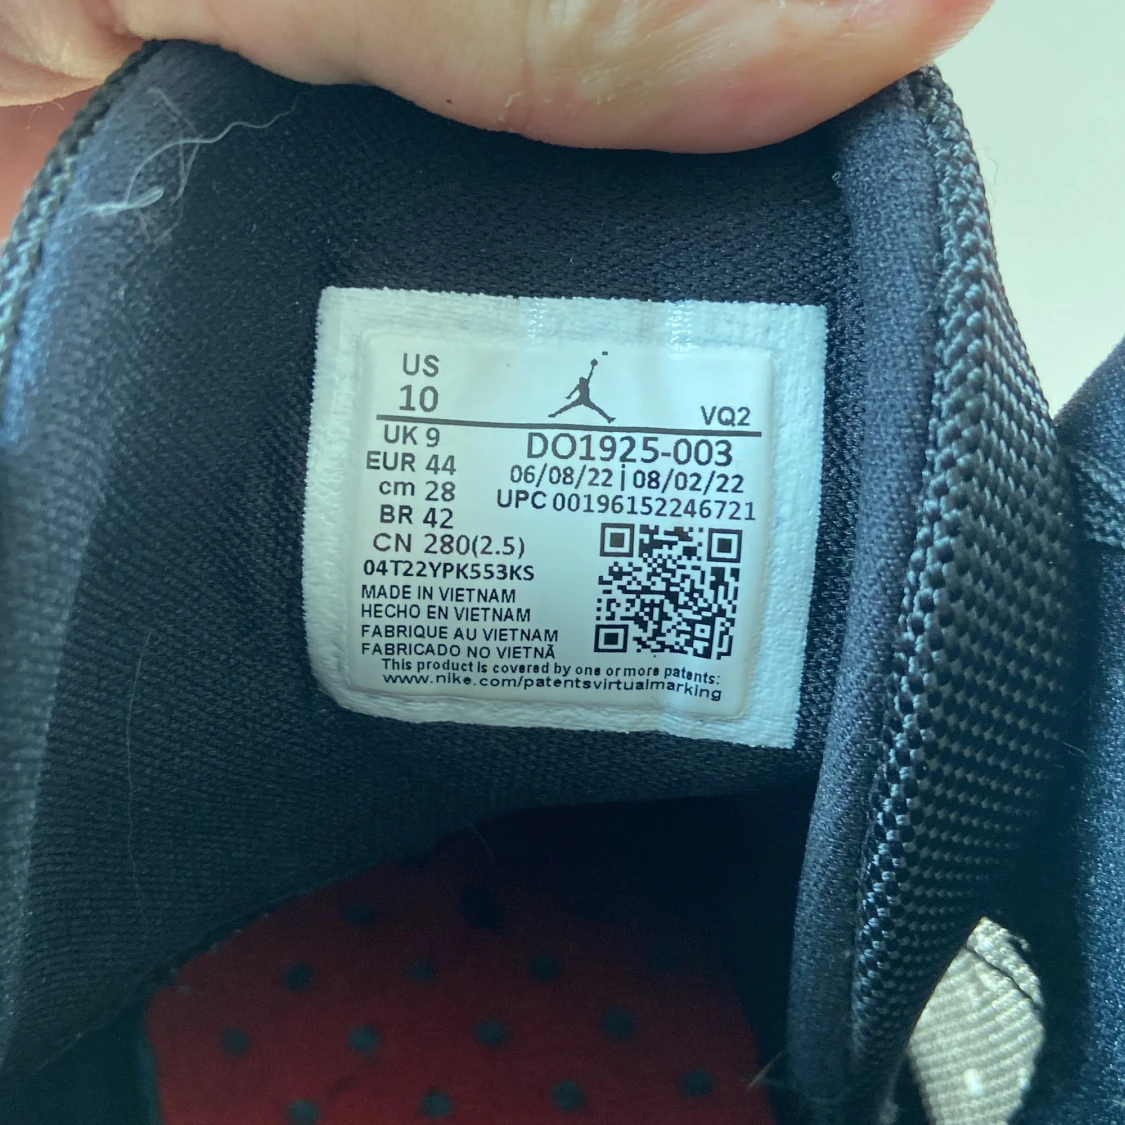 US
10
VQ2
UK 9
EUR 44
cm 28
BR 42
CN 280(2.5)
DO1925-003
06/08/22|08/02/22
UPC 00196152246721
04T22YPK553KS
MADE IN VIETNAM
HECHO EN VIETNAM
FABRIQUE AU VIETNAM
FABRICADO NO VIETNÃ
This product is covered by one or more patents:
www.nike.com/patentsvirtualmarking